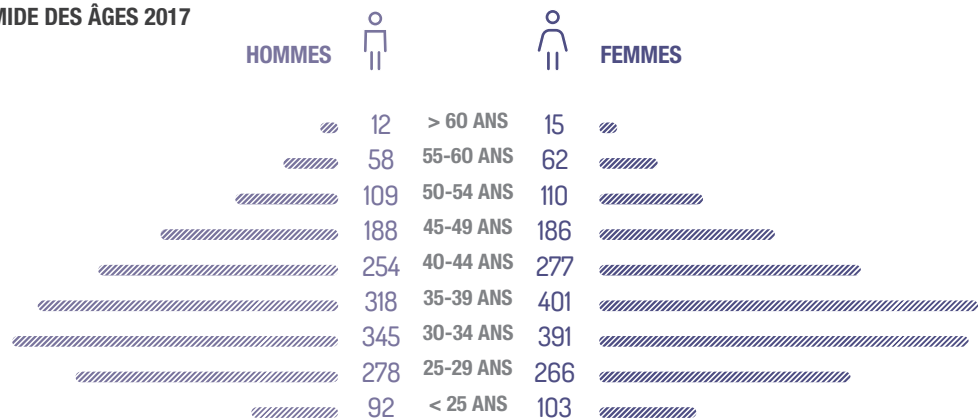 MIDE DES ÂGES 2017
HOMMES FEMMES
12 > 60 ANS 15
58 55-60 ANS 62
109 50-54 ANS 110
188 45-49 ANS 186
254 40-44 ANS 277
318 35-39 ANS 401
345 30-34 ANS 391
278 25-29 ANS 266
92 < 25 ANS 103